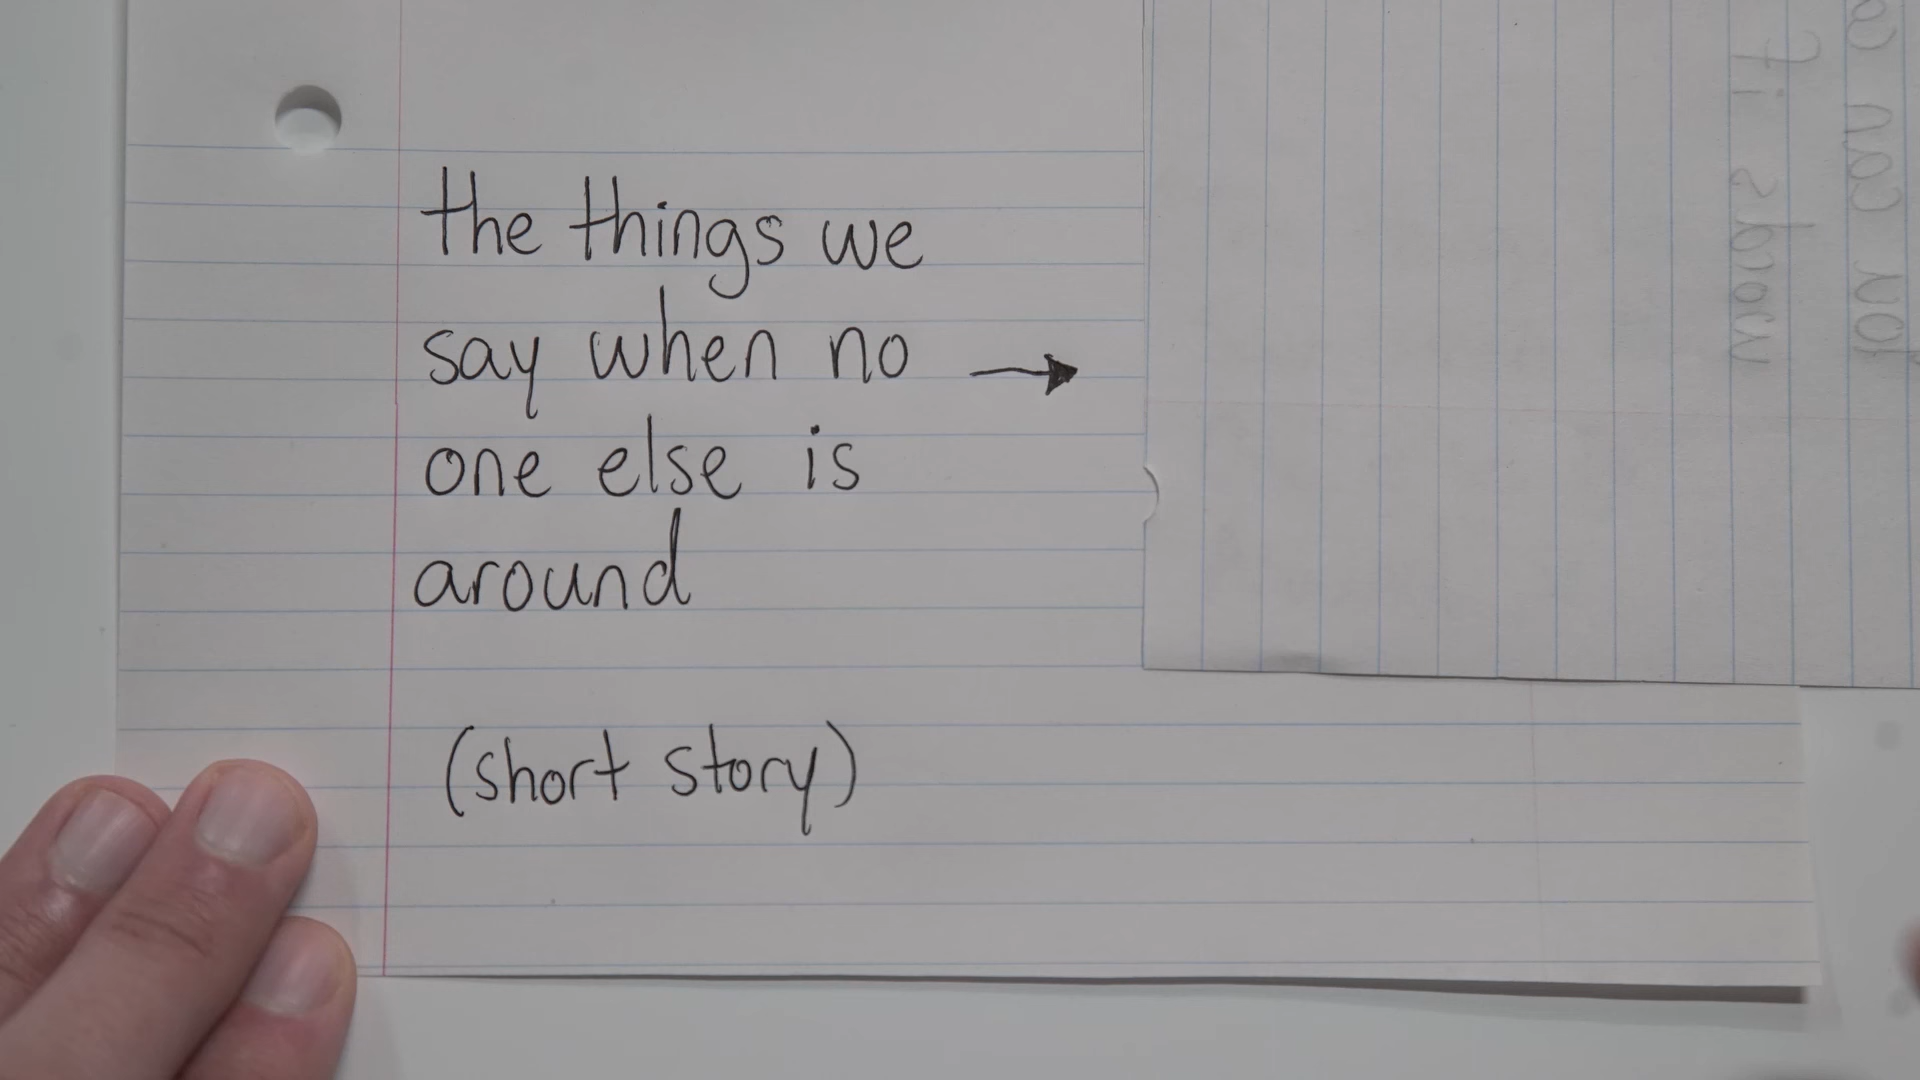 the things we
say when no →
one else is
around
(short story)